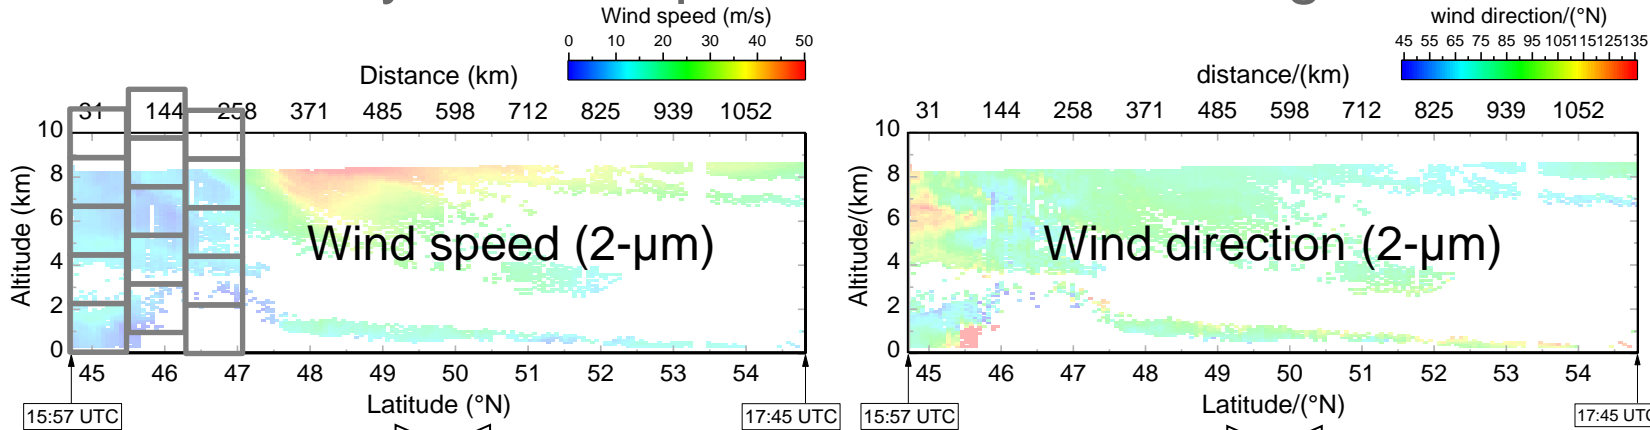 Wind speed (m/s)
0 10 20 30 40 50
Distance (km)
31 144 258 371 485 598 712 825 939 1052
10
8
6
4
2
0
Altitude (km)
Wind speed (2-µm)
45 46 47 48 49 50 51 52 53 54
Latitude (°N)
15:57 UTC
17:45 UTC
wind direction/(°N)
45 55 65 75 85 95 105 115 125 135
distance/(km)
31 144 258 371 485 598 712 825 939 1052
10
8
6
4
2
0
Altitude/(km)
Wind direction (2-µm)
45 46 47 48 49 50 51 52 53 54
Latitude/(°N)
15:57 UTC
17:45 UTC